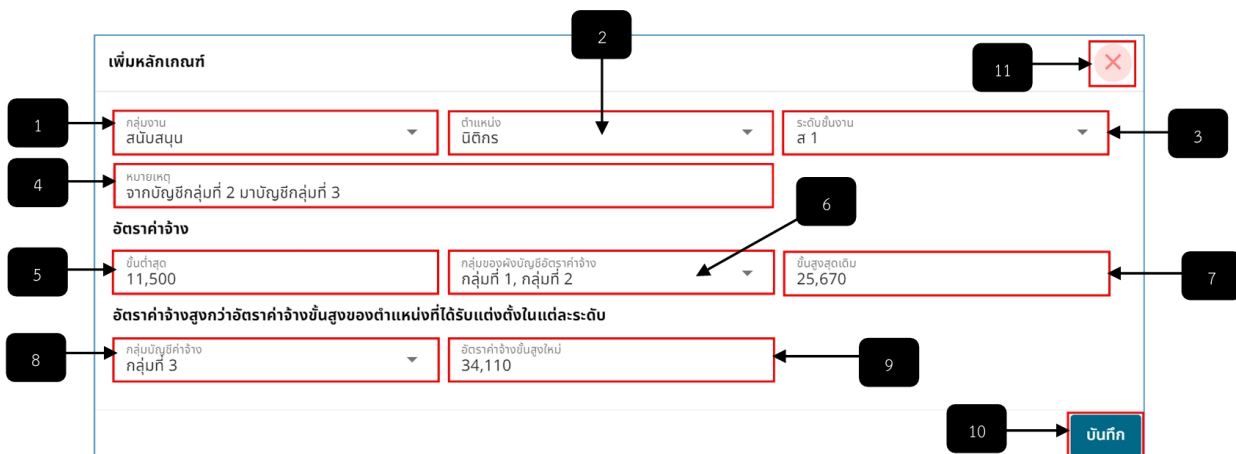 2
เพิ่มหลักเกณฑ์
11
1
กลุ่มงาน
สนับสนุน
ตำแหน่ง
นิติกร
ระดับชั้นงาน
ส 1
3
4
หมายเหตุ
จากบัญชีกลุ่มที่ 2 มาบัญชีกลุ่มที่ 3
6
อัตราค่าจ้าง
5
ขั้นต่ำสุด
11,500
กลุ่มของผังบัญชีอัตราค่าจ้าง
กลุ่มที่ 1, กลุ่มที่ 2
ขั้นสูงสุดเดิม
25,670
7
อัตราค่าจ้างสูงกว่าอัตราค่าจ้างขั้นสูงของตำแหน่งที่ได้รับแต่งตั้งในแต่ละระดับ
8
กลุ่มบัญชีค่าจ้าง
กลุ่มที่ 3
อัตราค่าจ้างขั้นสูงใหม่
34,110
9
10
บันทึก